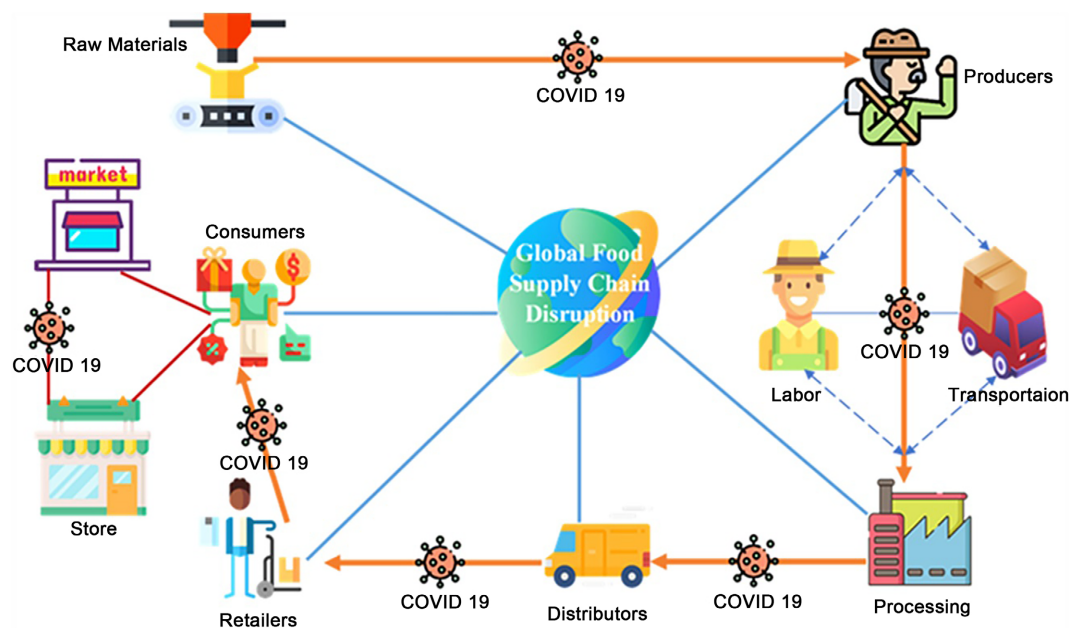 Raw Materials
COVID 19
Producers
market
Consumers
Global Food
Supply Chain
Disruption
COVID 19
COVID 19
Labor
Transportaion
COVID 19
Store
Retailers
COVID 19
Distributors
COVID 19
Processing